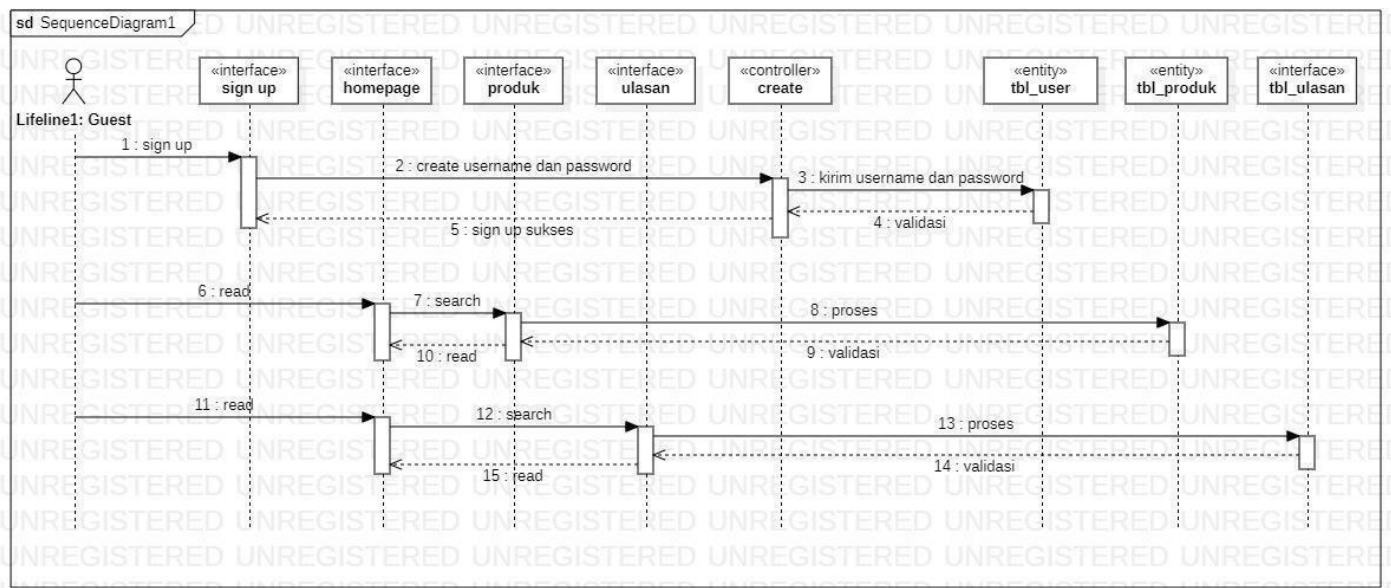 sd SequenceDiagram1
«interface»
sign up
«interface»
homepage
«interface»
produk
«interface»
ulasan
«controller»
create
«entity»
tbl_user
«entity»
tbl_produk
«interface»
tbl_ulasan
Lifeline1: Guest
1 : sign up
2 : create username dan password
3 : kirim username dan password
4 : validasi
5 : sign up sukses
6 : read
7 : search
8 : proses
9 : validasi
10 : read
11 : read
12 : search
13 : proses
14 : validasi
15 : read
UNREGISTERED